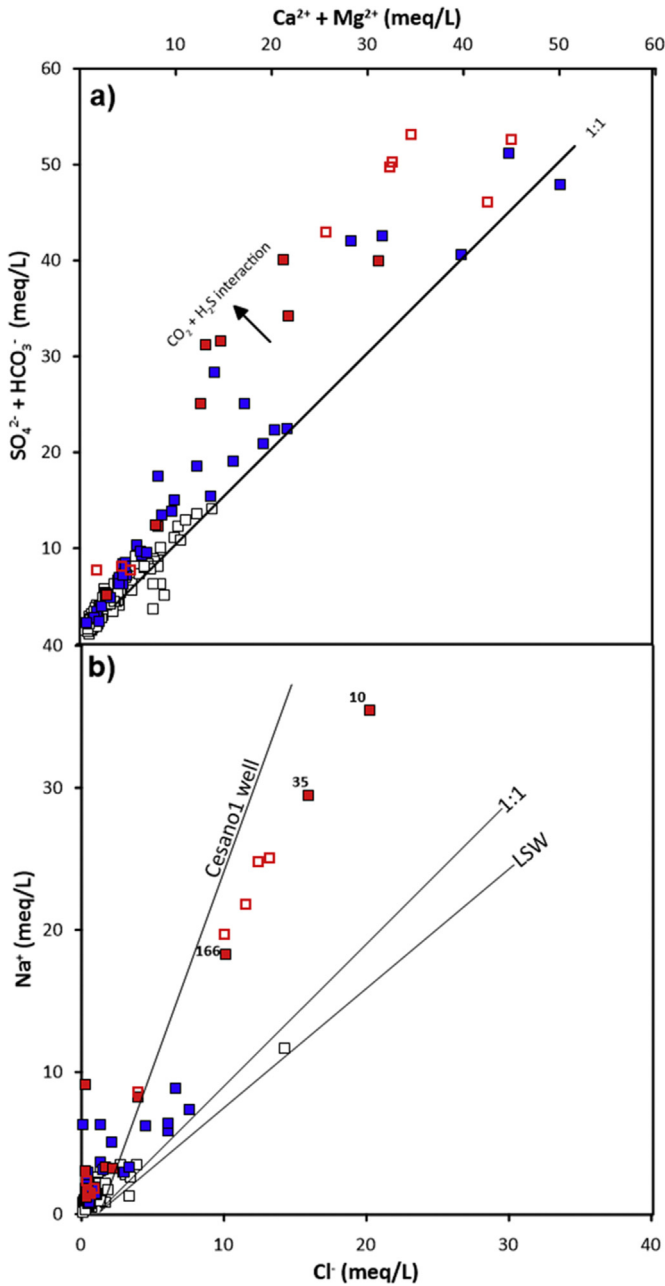 Ca²⁺ + Mg²⁺ (meq/L)
10 20 30 40 50 60
60
a)
1:1
50
40
CO₂ + H₂S interaction
30
20
10
SO₄²⁻ + HCO₃⁻ (meq/L)
40
b)
10
Cesano1 well
35
30
1:1
LSW
20
166
10
0
Na⁺ (meq/L)
0 10 20 30 40
Cl⁻ (meq/L)